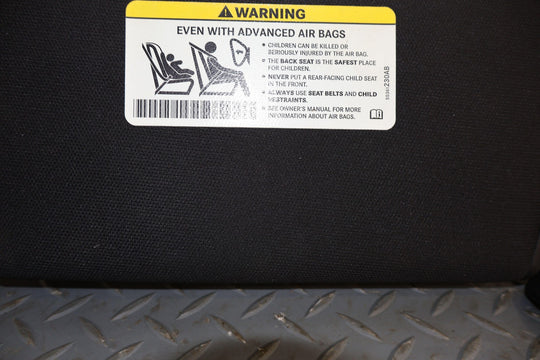 WARNING
EVEN WITH ADVANCED AIR BAGS
• CHILDREN CAN BE KILLED OR
SERIOUSLY INJURED BY THE AIR BAG.
• THE BACK SEAT IS THE SAFEST PLACE
FOR CHILDREN.
• NEVER PUT A REAR-FACING CHILD SEAT
IN THE FRONT.
• ALWAYS USE SEAT BELTS AND CHILD
RESTRAINTS.
• SEE OWNER'S MANUAL FOR MORE
INFORMATION ABOUT AIR BAGS.
230AB